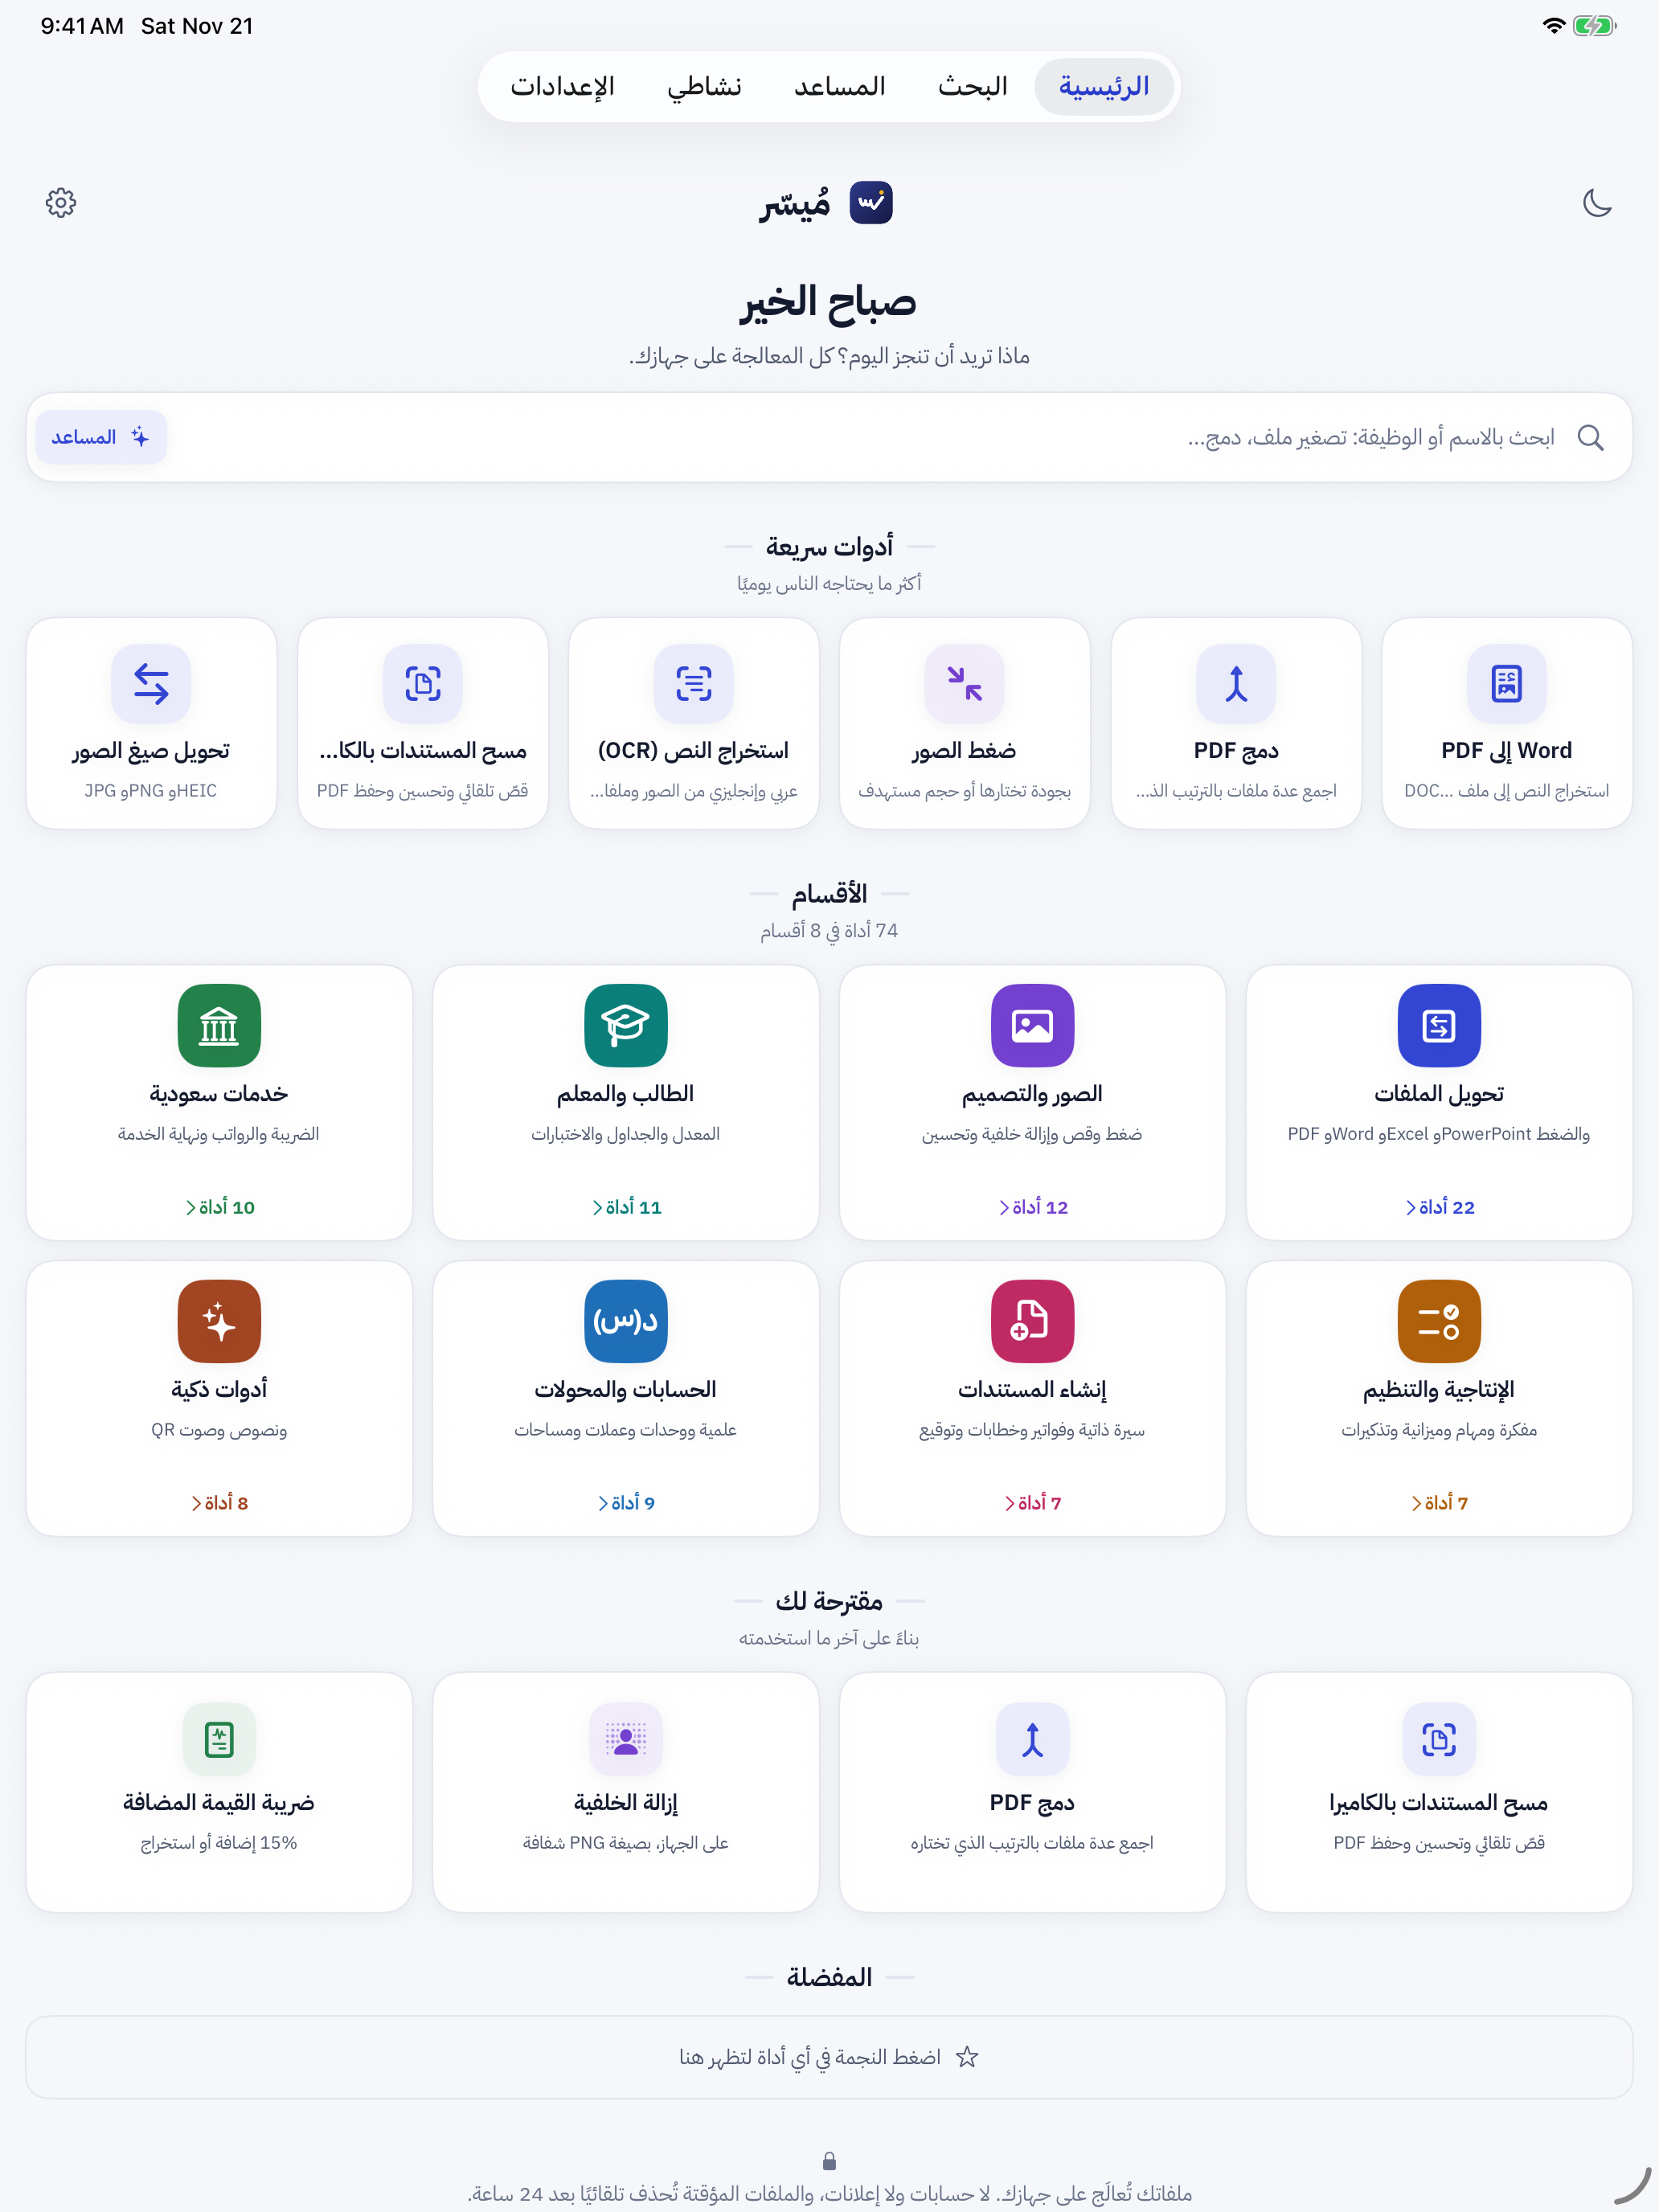 9:41 AM Sat Nov 21
الرئيسية البحث المساعد نشاطي الإعدادات
مُيسّر
صباح الخير
ماذا تريد أن تنجز اليوم؟ كل المعالجة على جهازك.
ابحث بالاسم أو الوظيفة: تصغير ملف، دمج...
المساعد
أدوات سريعة
أكثر ما يحتاجه الناس يوميًا
Word إلى PDF
استخراج النص إلى ملف DOC...
دمج PDF
اجمع عدة ملفات بالترتيب الذ...
ضغط الصور
بجودة تختارها أو حجم مستهدف
استخراج النص (OCR)
عربي وإنجليزي من الصور وملفا...
مسح المستندات بالكا...
قصّ تلقائي وتحسين وحفظ PDF
تحويل صيغ الصور
HEIC وPNG وJPG
الأقسام
74 أداة في 8 أقسام
تحويل الملفات
PDF وWord وExcel وPowerPoint والضغط
22 أداة
الصور والتصميم
ضغط وقص وإزالة خلفية وتحسين
12 أداة
الطالب والمعلم
المعدل والجداول والاختبارات
11 أداة
خدمات سعودية
الضريبة والرواتب ونهاية الخدمة
10 أداة
الإنتاجية والتنظيم
مفكرة ومهام وميزانية وتذكيرات
7 أداة
إنشاء المستندات
سيرة ذاتية وفواتير وخطابات وتوقيع
7 أداة
د(س)
الحسابات والمحولات
علمية ووحدات وعملات ومساحات
9 أداة
أدوات ذكية
QR ونصوص وصوت
8 أداة
مقترحة لك
بناءً على آخر ما استخدمته
مسح المستندات بالكاميرا
قصّ تلقائي وتحسين وحفظ PDF
دمج PDF
اجمع عدة ملفات بالترتيب الذي تختاره
إزالة الخلفية
على الجهاز، بصيغة PNG شفافة
ضريبة القيمة المضافة
15% إضافة أو استخراج
المفضلة
اضغط النجمة في أي أداة لتظهر هنا
ملفاتك تُعالَج على جهازك. لا حسابات ولا إعلانات، والملفات المؤقتة تُحذف تلقائيًا بعد 24 ساعة.